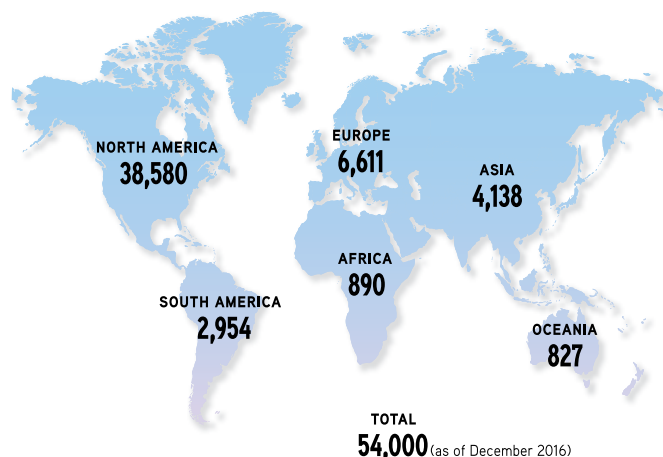 NORTH AMERICA
38,580
EUROPE
6,611
ASIA
4,138
AFRICA
890
SOUTH AMERICA
2,954
OCEANIA
827
TOTAL
54,000 (as of December 2016)